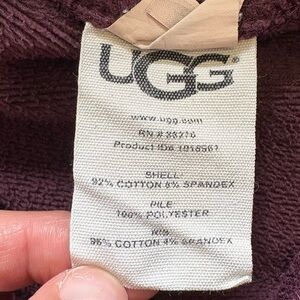 UGG®
www.ugg.com
RN # 88276
Product ID# 1018967
SHELL:
92% COTTON 8% SPANDEX
PILE
100% POLYESTER
RIB
96% COTTON 4% SPANDEX